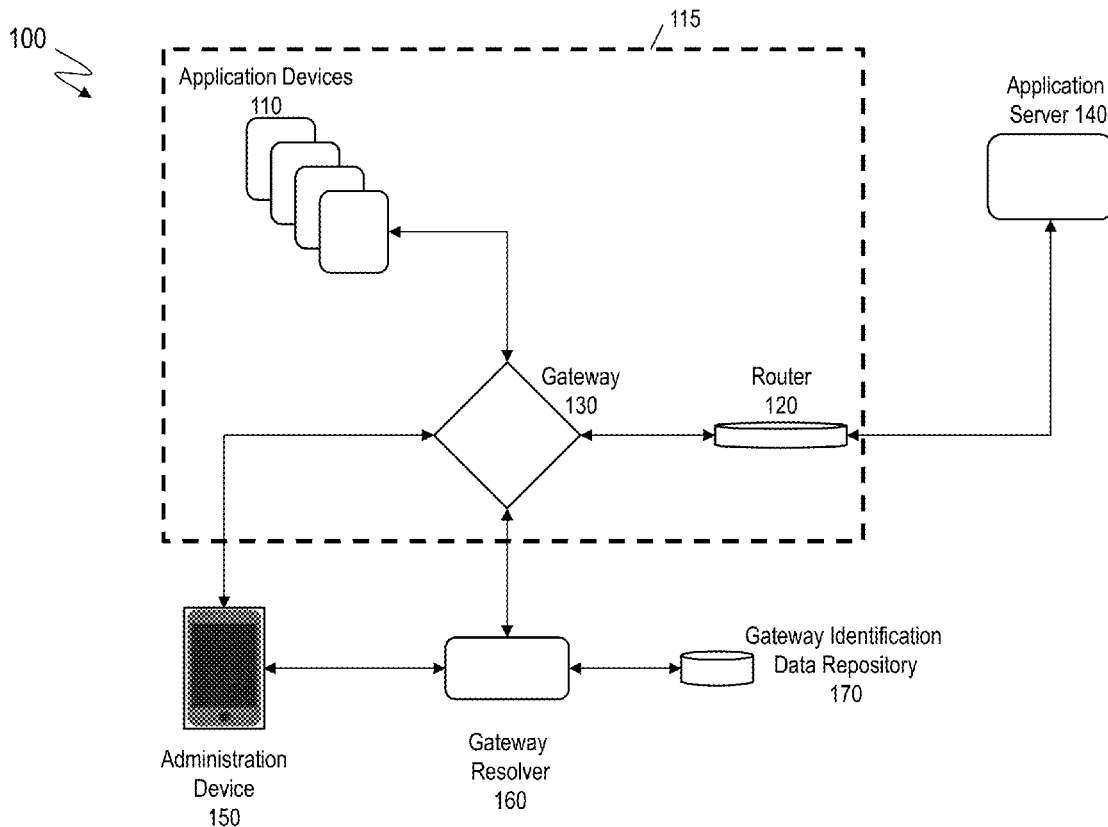 100
115
Application Devices
110
Application
Server 140
Gateway
130
Router
120
Gateway Identification
Data Repository
170
Administration
Device
150
Gateway
Resolver
160